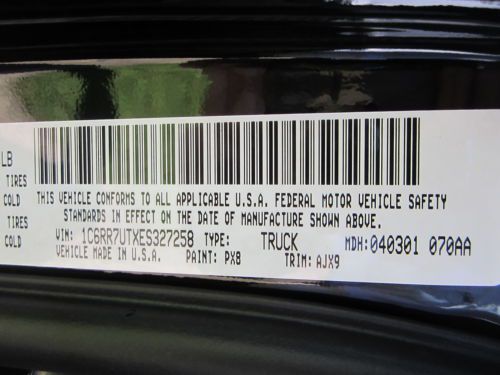 LB
TIRES
COLD
TIRES
COLD
THIS VEHICLE CONFORMS TO ALL APPLICABLE U.S.A. FEDERAL MOTOR VEHICLE SAFETY
STANDARDS IN EFFECT ON THE DATE OF MANUFACTURE SHOWN ABOVE.
VIN: 1C6RR7UTXES327258 TYPE: TRUCK MDH:040301 070AA
VEHICLE MADE IN U.S.A. PAINT: PX8 TRIM: AJX9